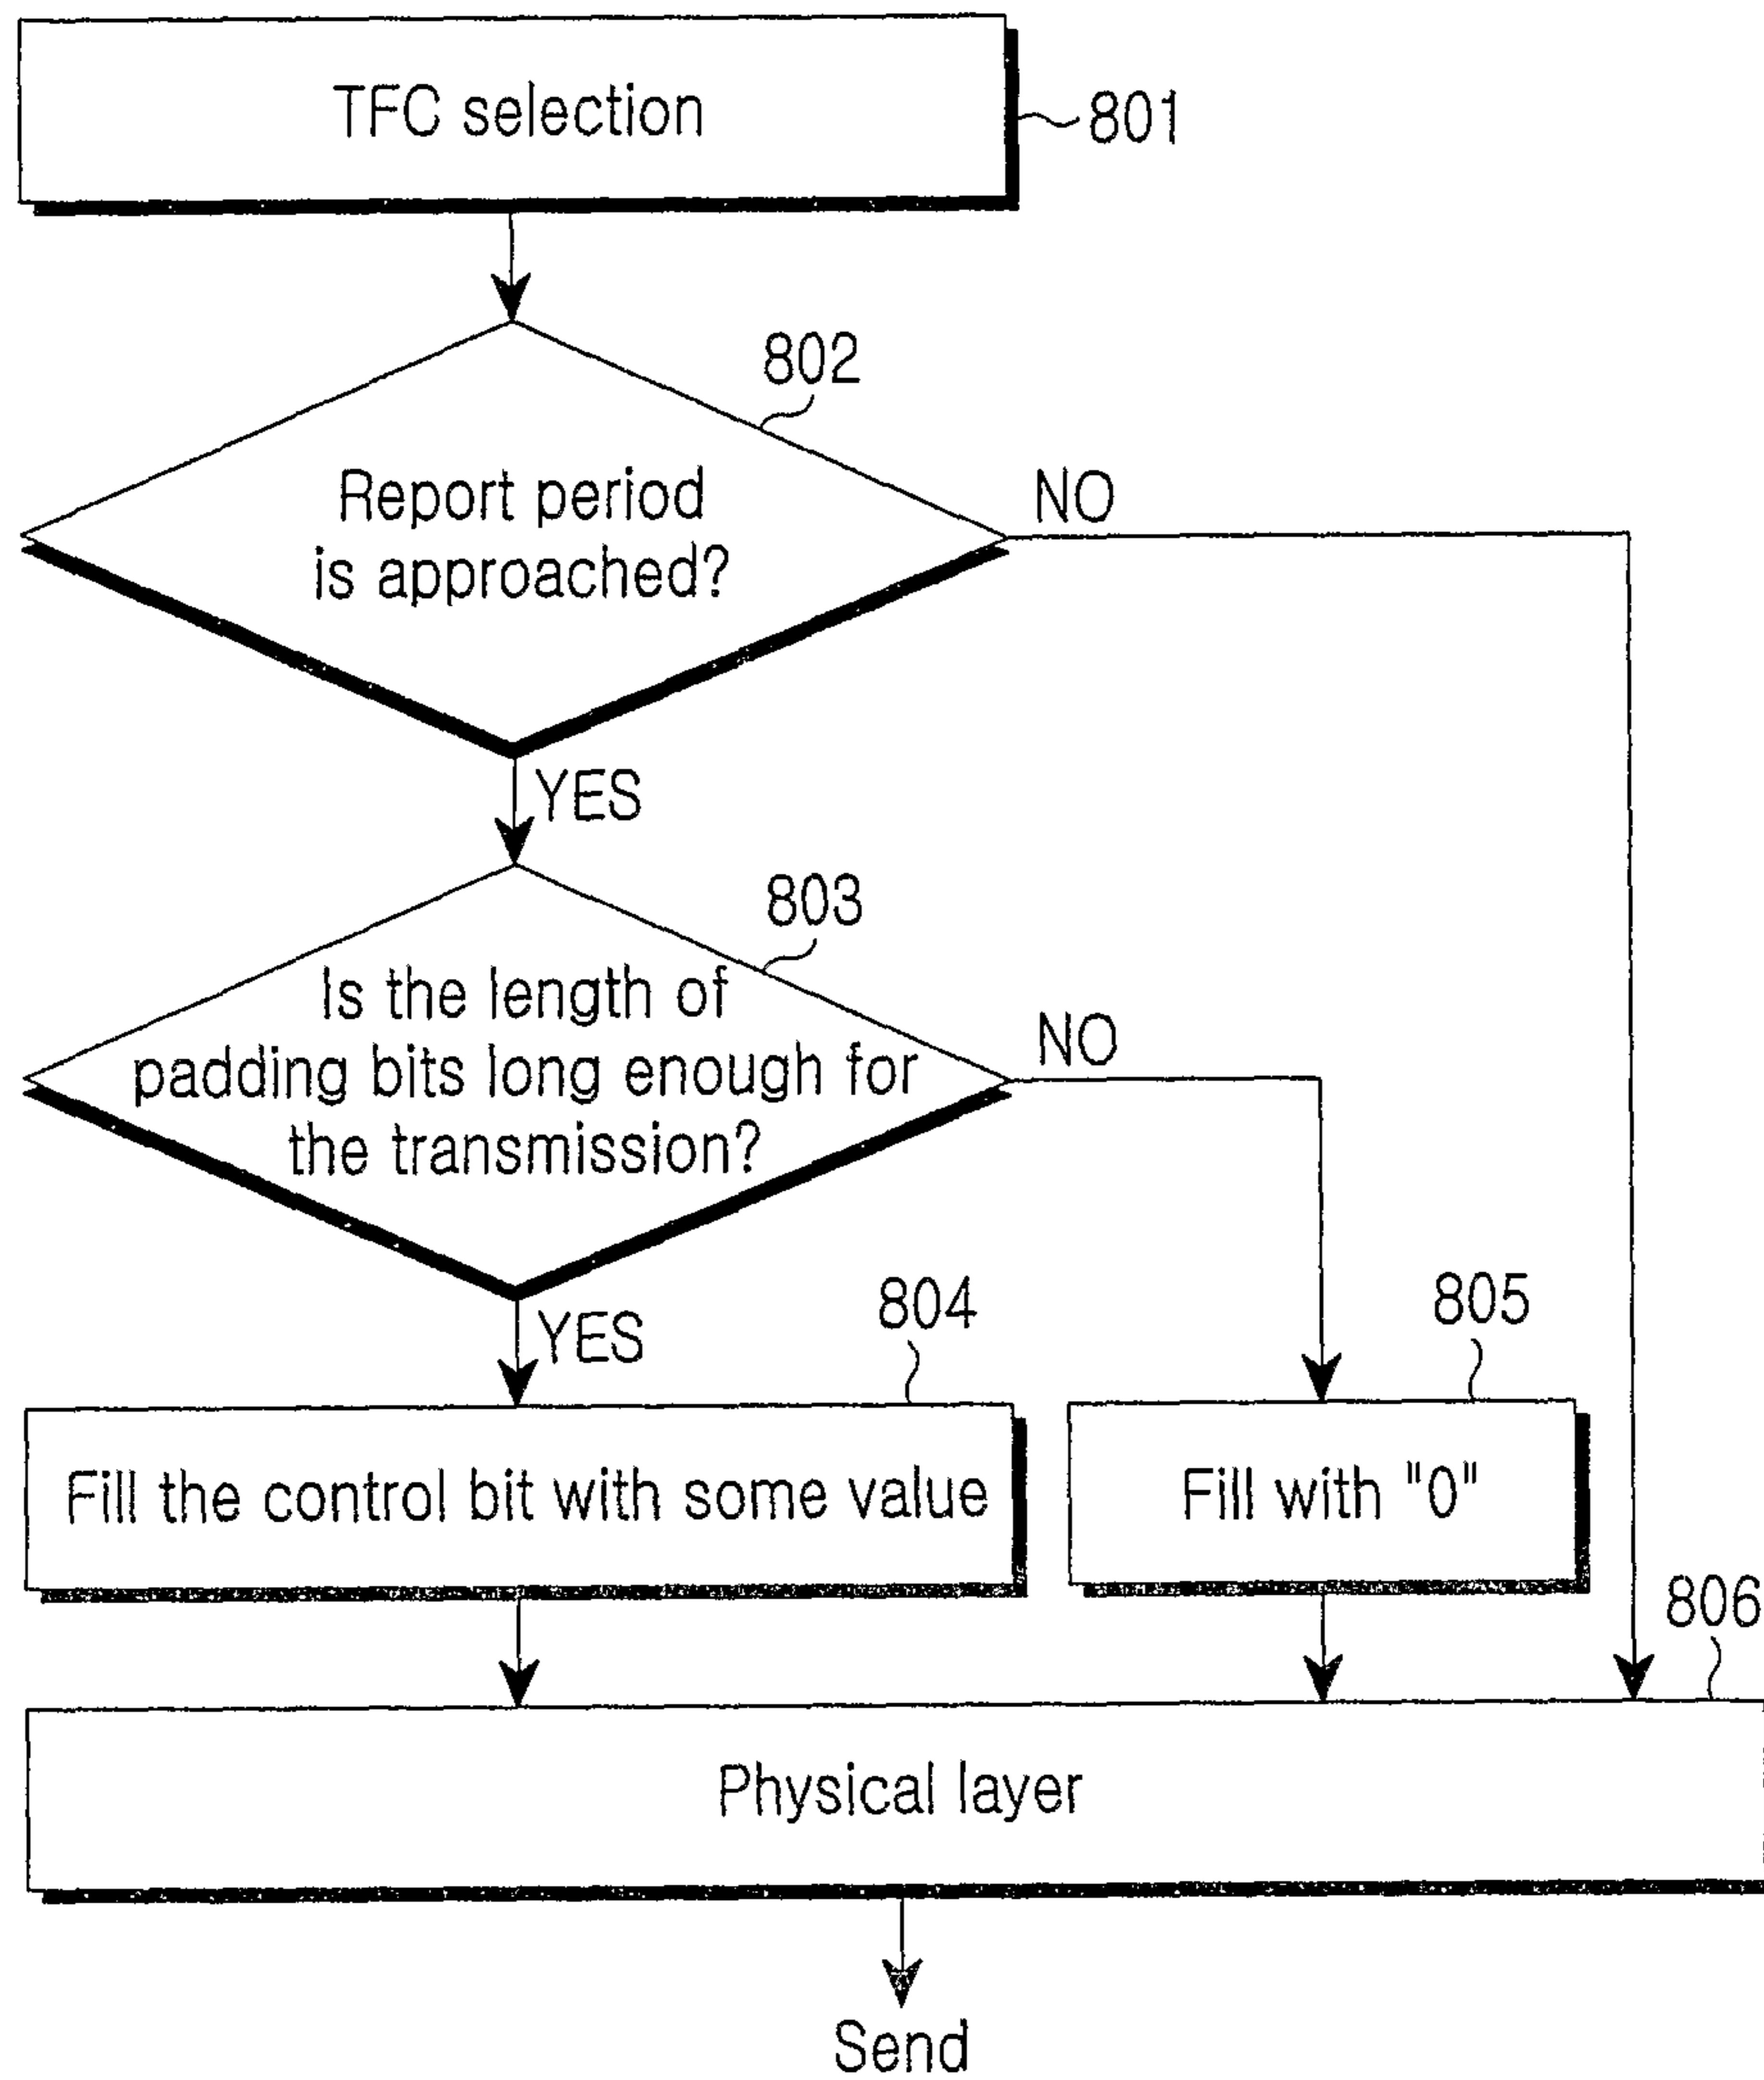 TFC selection
801
802
Report period
is approached?
NO
YES
803
Is the length of
padding bits long enough for
the transmission?
NO
YES
804
805
Fill the control bit with some value
Fill with "0"
806
Physical layer
Send